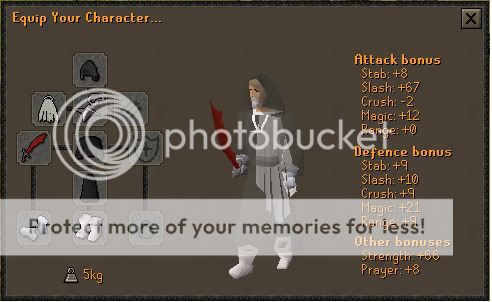 Equip Your Character...
Attack bonus
Stab: +8
Slash: +67
Crush: -2
Magic: +12
Range: +0
photobucket
Defence bonus
Stab: +9
Slash: +10
Crush: +9
Magic: +21
Range: +9
Protect more of your memories for less!
Other bonuses
Strength: +66
Prayer: +8
5kg